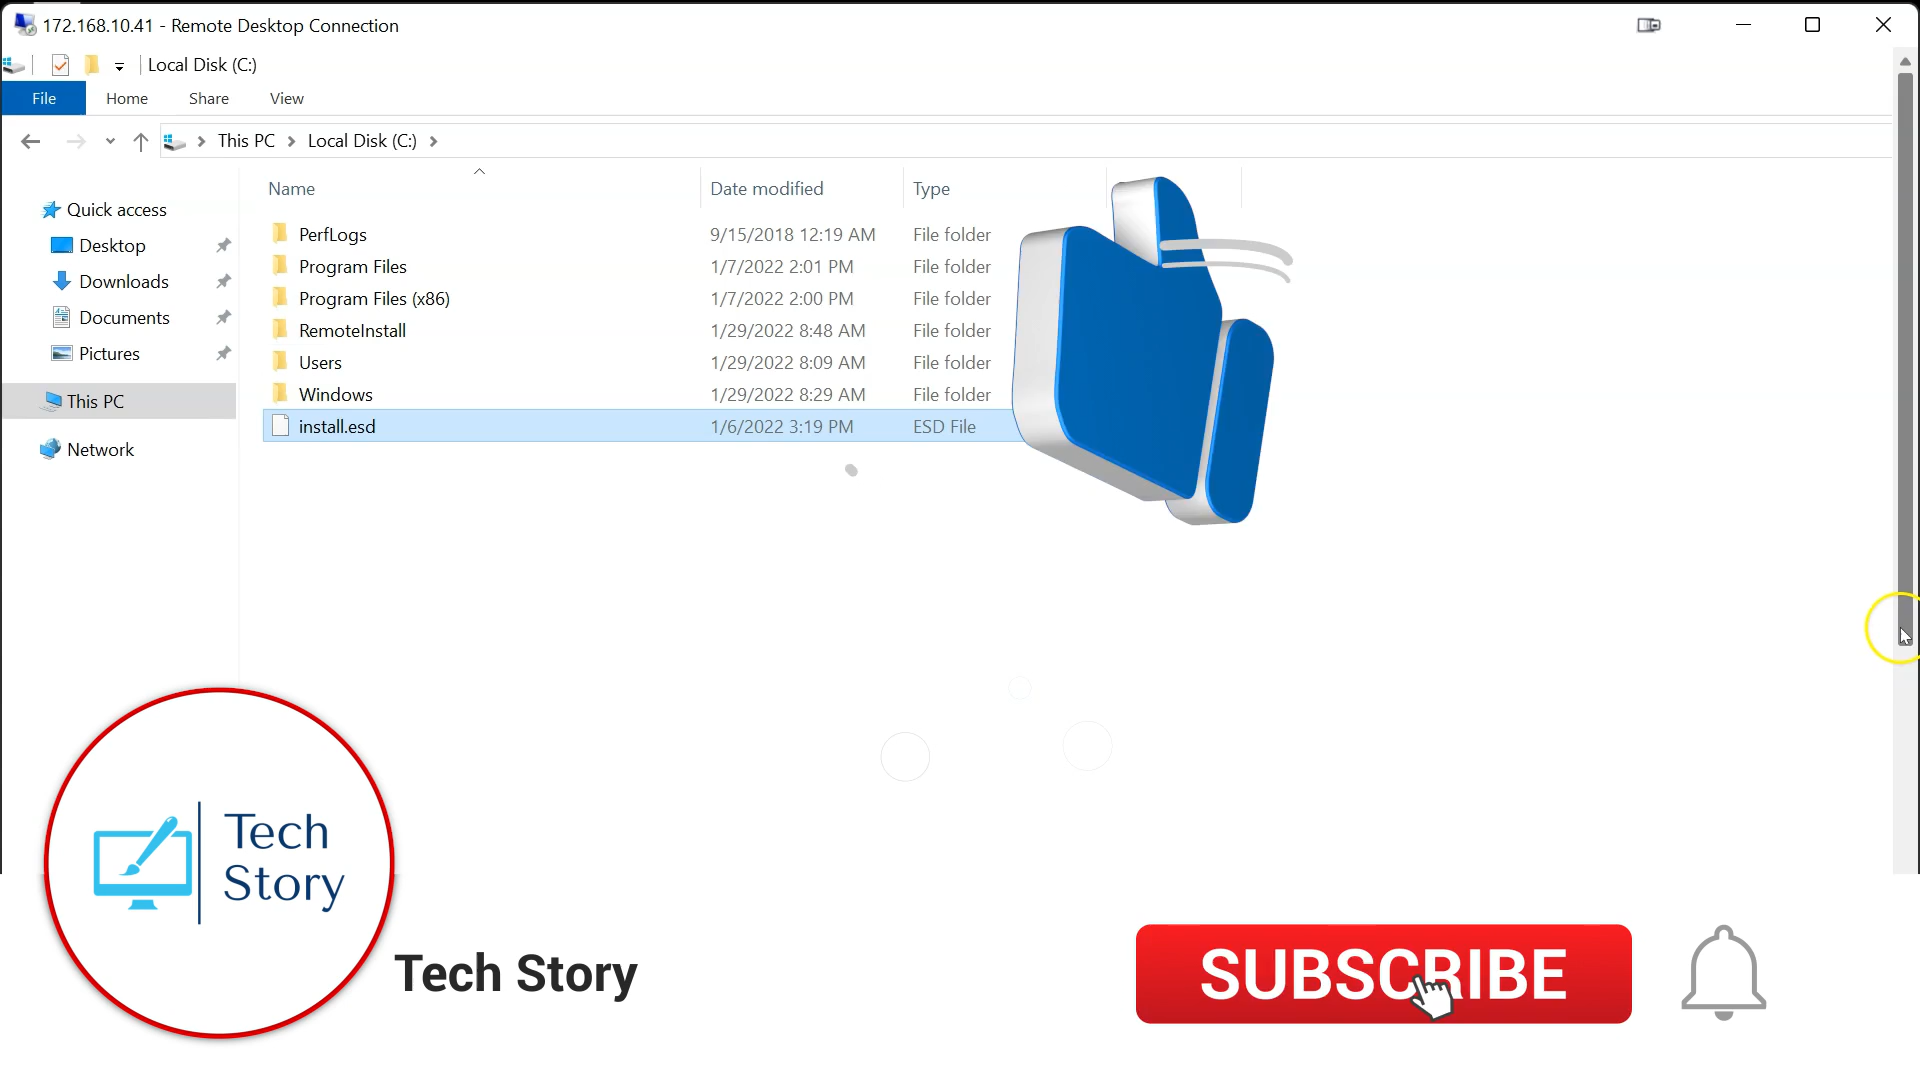 172.168.10.41 - Remote Desktop Connection
Local Disk (C:)
File Home Share View
This PC Local Disk (C:)
Name Date modified Type
Quick access
Desktop
Downloads
Documents
Pictures
This PC
Network
PerfLogs 9/15/2018 12:19 AM File folder
Program Files 1/7/2022 2:01 PM File folder
Program Files (x86) 1/7/2022 2:00 PM File folder
RemoteInstall 1/29/2022 8:48 AM File folder
Users 1/29/2022 8:09 AM File folder
Windows 1/29/2022 8:29 AM File folder
install.esd 1/6/2022 3:19 PM ESD File
Tech
Story
Tech Story
SUBSCRIBE